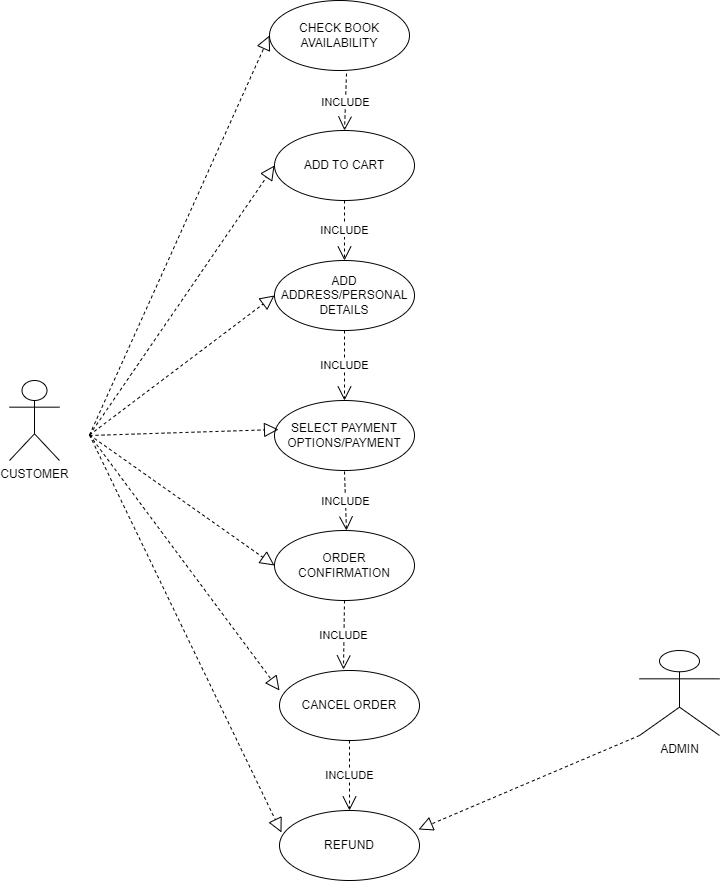 CHECK BOOK
AVAILABILITY
INCLUDE
ADD TO CART
INCLUDE
ADD
ADDRESS/PERSONAL
DETAILS
INCLUDE
SELECT PAYMENT
OPTIONS/PAYMENT
CUSTOMER
INCLUDE
ORDER
CONFIRMATION
INCLUDE
CANCEL ORDER
ADMIN
INCLUDE
REFUND